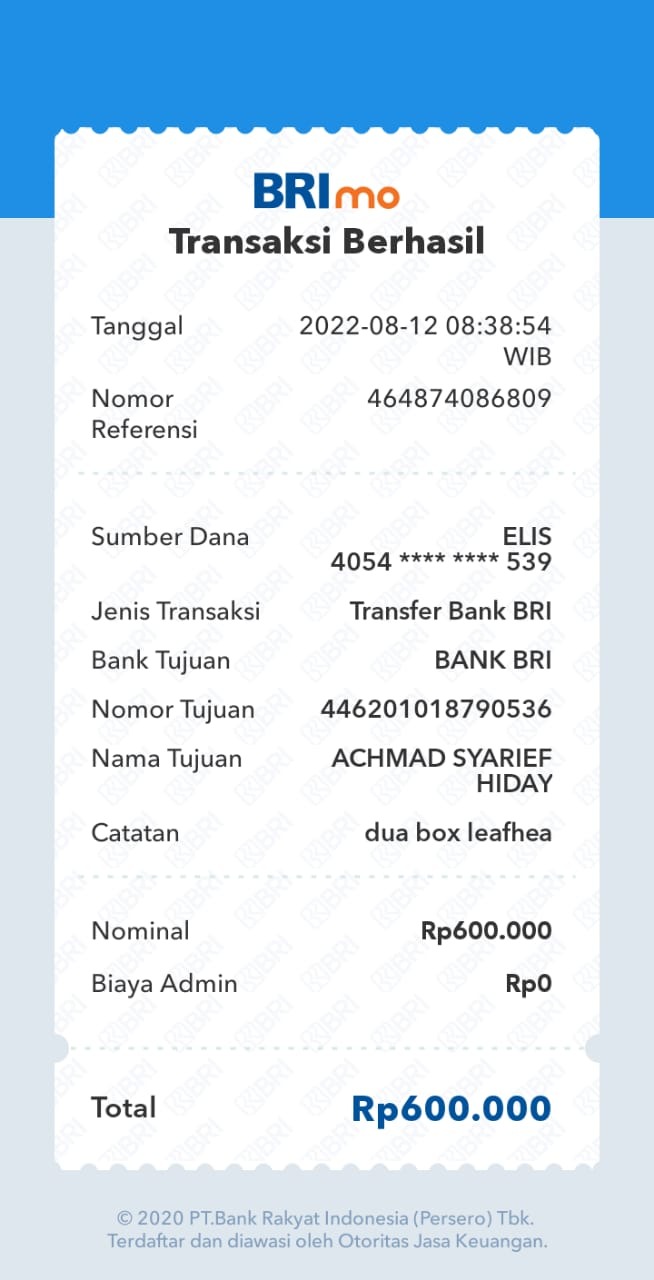 BRImo
Transaksi Berhasil
Tanggal 2022-08-12 08:38:54
WIB
Nomor 464874086809
Referensi
Sumber Dana ELIS
4054 **** **** 539
Jenis Transaksi Transfer Bank BRI
Bank Tujuan BANK BRI
Nomor Tujuan 446201018790536
Nama Tujuan ACHMAD SYARIEF
HIDAY
Catatan dua box leafhea
Nominal Rp600.000
Biaya Admin Rp0
Total Rp600.000
© 2020 PT.Bank Rakyat Indonesia (Persero) Tbk.
Terdaftar dan diawasi oleh Otoritas Jasa Keuangan.